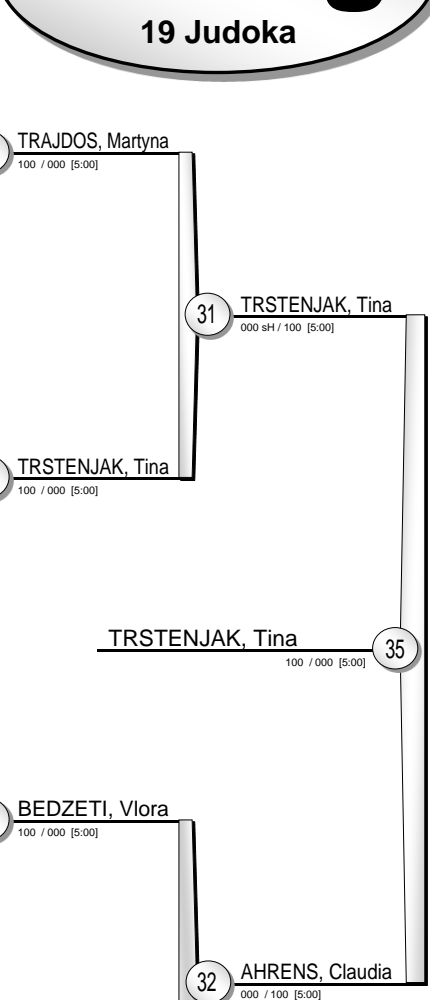 19 Judoka
TRAJDOS, Martyna
100 / 000 [5:00]
31
TRSTENJAK, Tina
000 sH / 100 [5:00]
TRSTENJAK, Tina
100 / 000 [5:00]
TRSTENJAK, Tina
35
100 / 000 [5:00]
BEDZETI, Vlora
100 / 000 [5:00]
32
AHRENS, Claudia
000 / 100 [5:00]